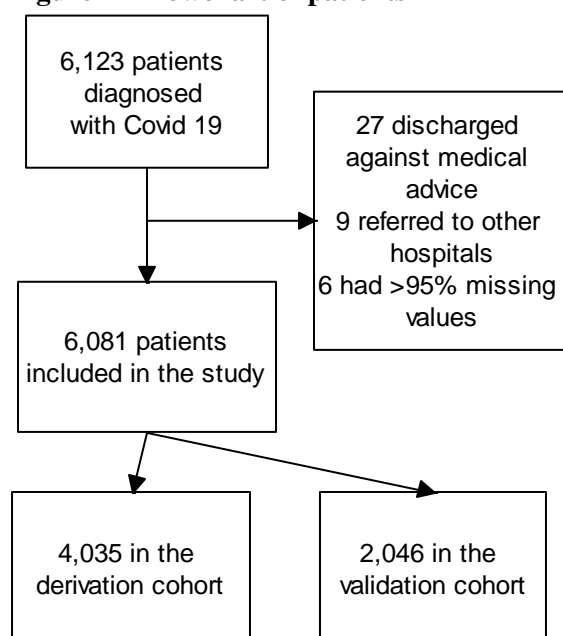 6,123 patients
diagnosed
with Covid 19
27 discharged
against medical
advice
9 referred to other
hospitals
6 had >95% missing
values
6,081 patients
included in the study
4,035 in the
derivation cohort
2,046 in the
validation cohort